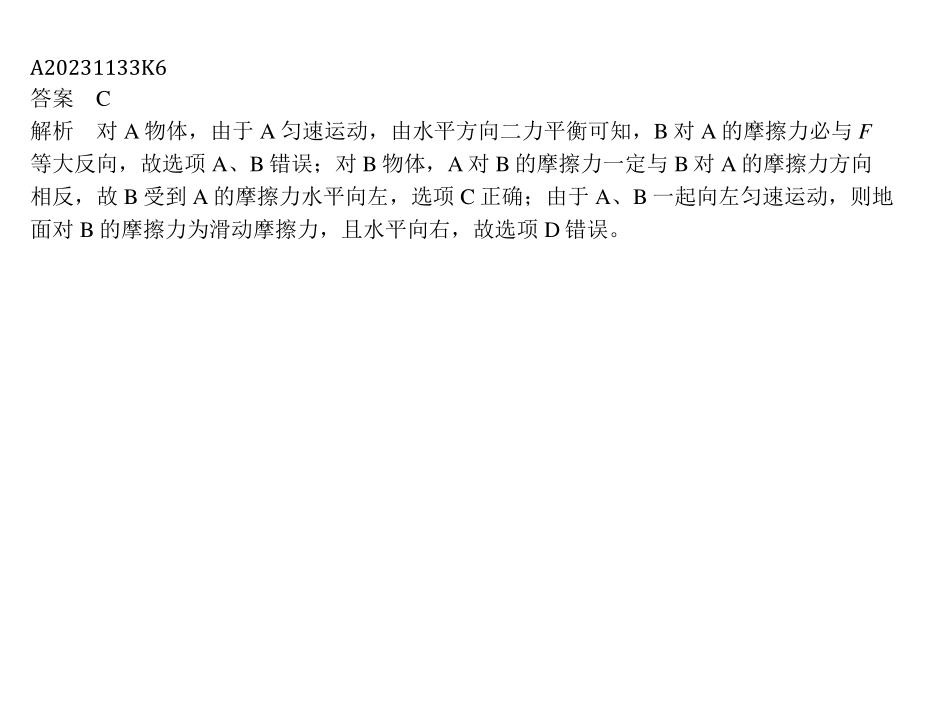 A20231133K6
答案　C
解析　对 A 物体，由于 A 匀速运动，由水平方向二力平衡可知，B 对 A 的摩擦力必与 F
等大反向，故选项 A、B 错误；对 B 物体，A 对 B 的摩擦力一定与 B 对 A 的摩擦力方向
相反，故 B 受到 A 的摩擦力水平向左，选项 C 正确；由于 A、B 一起向左匀速运动，则地
面对 B 的摩擦力为滑动摩擦力，且水平向右，故选项 D 错误。